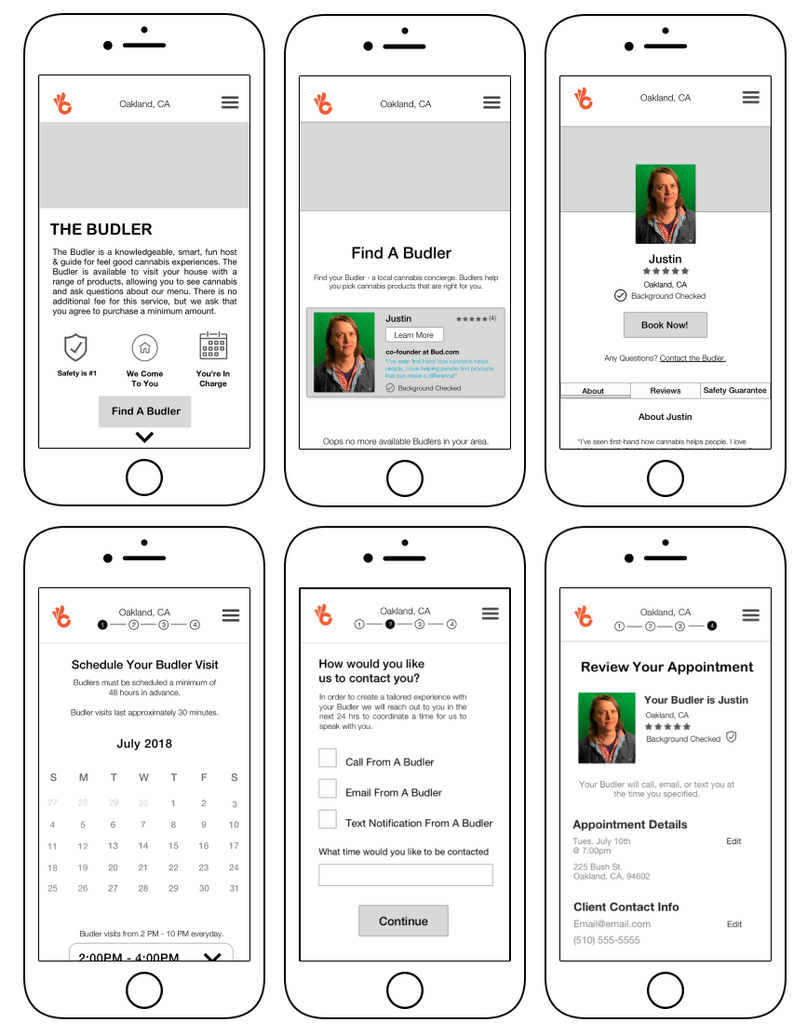 Oakland, CA
THE BUDLER
The Budler is a knowledgeable, smart, fun host
& guide for feel good cannabis experiences. The
Budler is available to visit your house with a
range of products, allowing you to see cannabis
and ask questions about our menu. There is no
additional fee for this service, but we ask that
you agree to purchase a minimum amount.
Safety is #1
We Come
To You
You're In
Charge
Find A Budler
Oakland, CA
Find A Budler
Find your Budler - a local cannabis concierge. Budlers help
you pick cannabis products that are right for you.
Justin
(4)
Learn More
co-founder at Bud.com
"I've seen first hand how cannabis helps
people, I love helping people find products
that can make a difference!"
Background Checked
Oops no more available Budlers in your area.
Oakland, CA
Justin
Oakland, CA
Background Checked
Book Now!
Any Questions? Contact the Budler.
About Reviews Safety Guarantee
About Justin
"I've seen first-hand how cannabis helps people. I love
Oakland, CA
1 2 3 4
Schedule Your Budler Visit
Budlers must be scheduled a minimum of
48 hours in advance.
Budler visits last approximately 30 minutes.
July 2018
S M T W T F S
27 28 29 30 1 2 3
4 5 6 7 8 9 10
11 12 13 14 15 16 17
18 19 20 21 22 23 24
25 26 27 28 29 30 31
Budler visits from 2 PM - 10 PM everyday.
2:00PM - 4:00PM
Oakland, CA
1 2 3 4
How would you like
us to contact you?
In order to create a tailored experience with
your Budler we will reach out to you in the
next 24 hrs to coordinate a time for us to
speak with you.
Call From A Budler
Email From A Budler
Text Notification From A Budler
What time would you like to be contacted
Continue
Oakland, CA
1 2 3 4
Review Your Appointment
Your Budler is Justin
Oakland, CA
Background Checked
Your Budler will call, email, or text you at
the time you specified.
Appointment Details
Tues. July 10th
@ 7:00pm
Edit
225 Bush St.
Oakland, CA, 94602
Client Contact Info
Email@email.com
Edit
(510) 555-5555